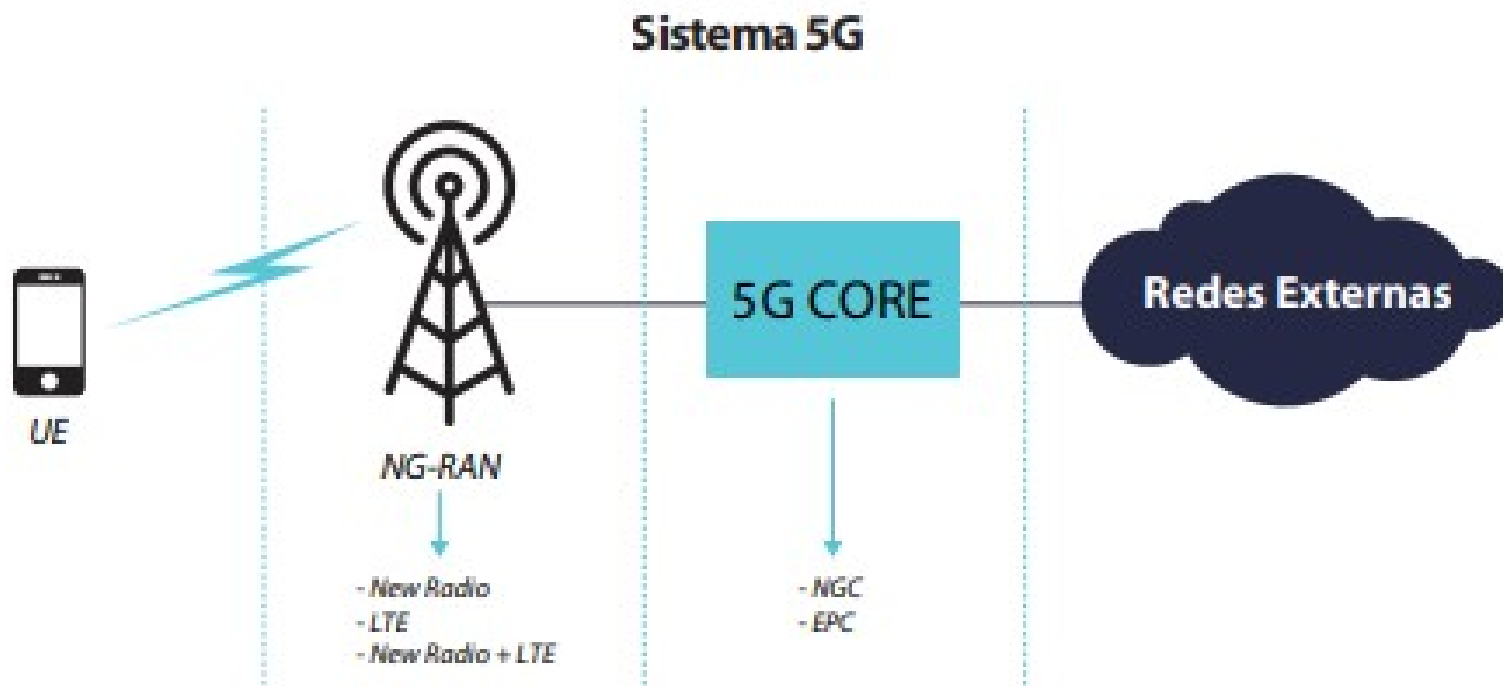 Sistema 5G
5G CORE
Redes Externas
UE
NG-RAN
- New Radio
- LTE
- New Radio + LTE
- NGC
- EPC